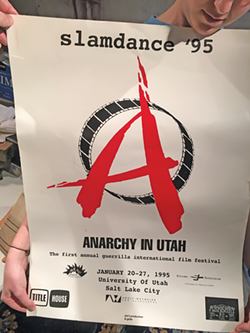 slamdance '95
ANARCHY IN UTAH
The first annual guerrilla international film festival
JANUARY 20-27, 1995
University of Utah
Salt Lake City
TITLE HOUSE